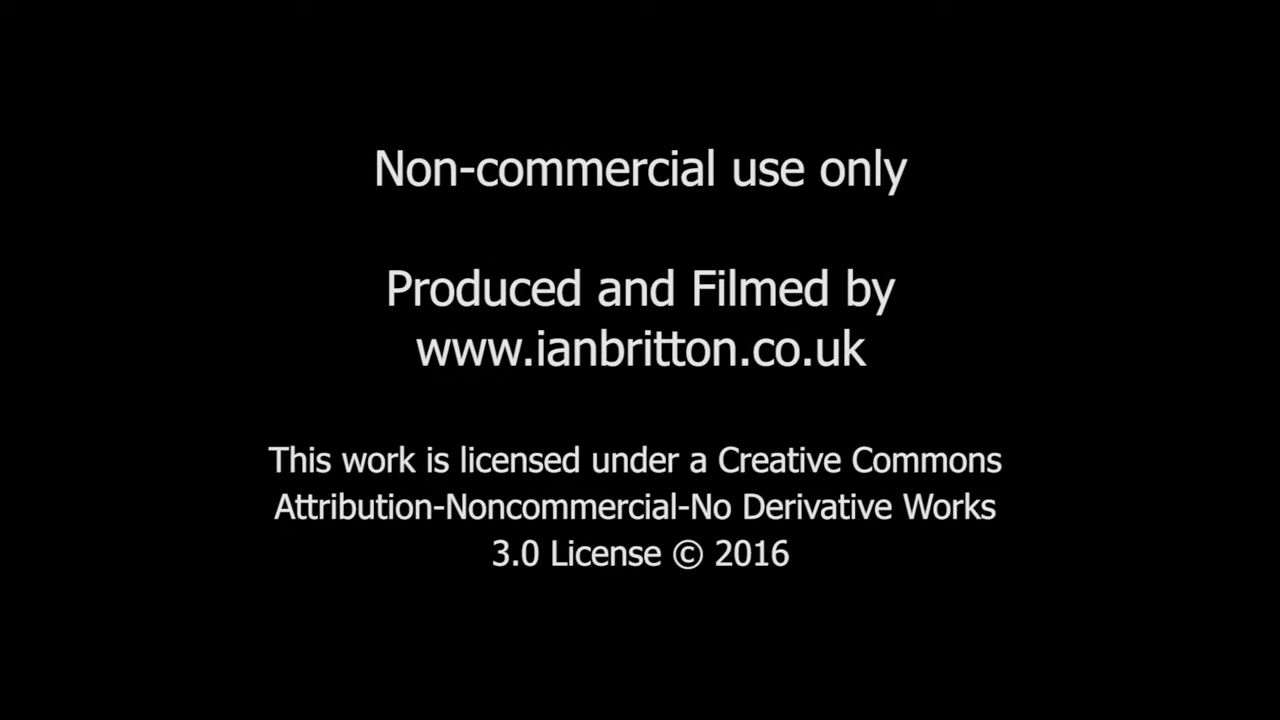 Non-commercial use only
Produced and Filmed by
www.ianbritton.co.uk
This work is licensed under a Creative Commons
Attribution-Noncommercial-No Derivative Works
3.0 License © 2016